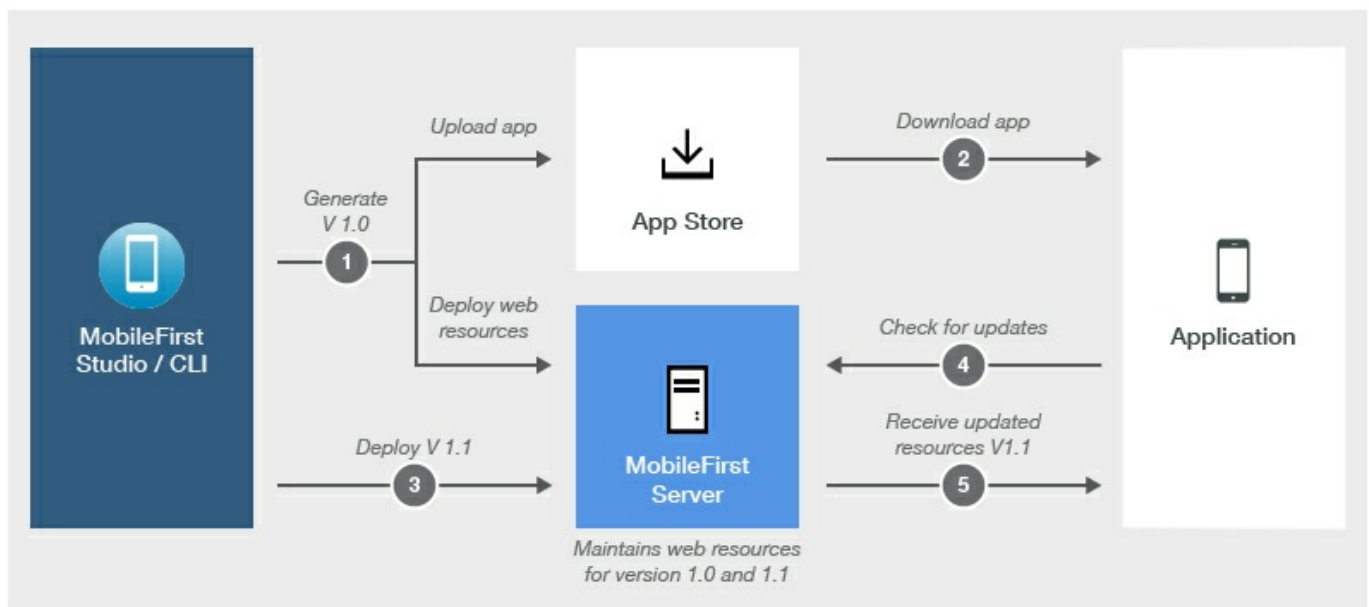 MobileFirst
Studio / CLI
Generate
V 1.0
1
Upload app
Deploy web
resources
App Store
Download app
2
Deploy V 1.1
3
MobileFirst
Server
Maintains web resources
for version 1.0 and 1.1
Check for updates
4
Receive updated
resources V1.1
5
Application